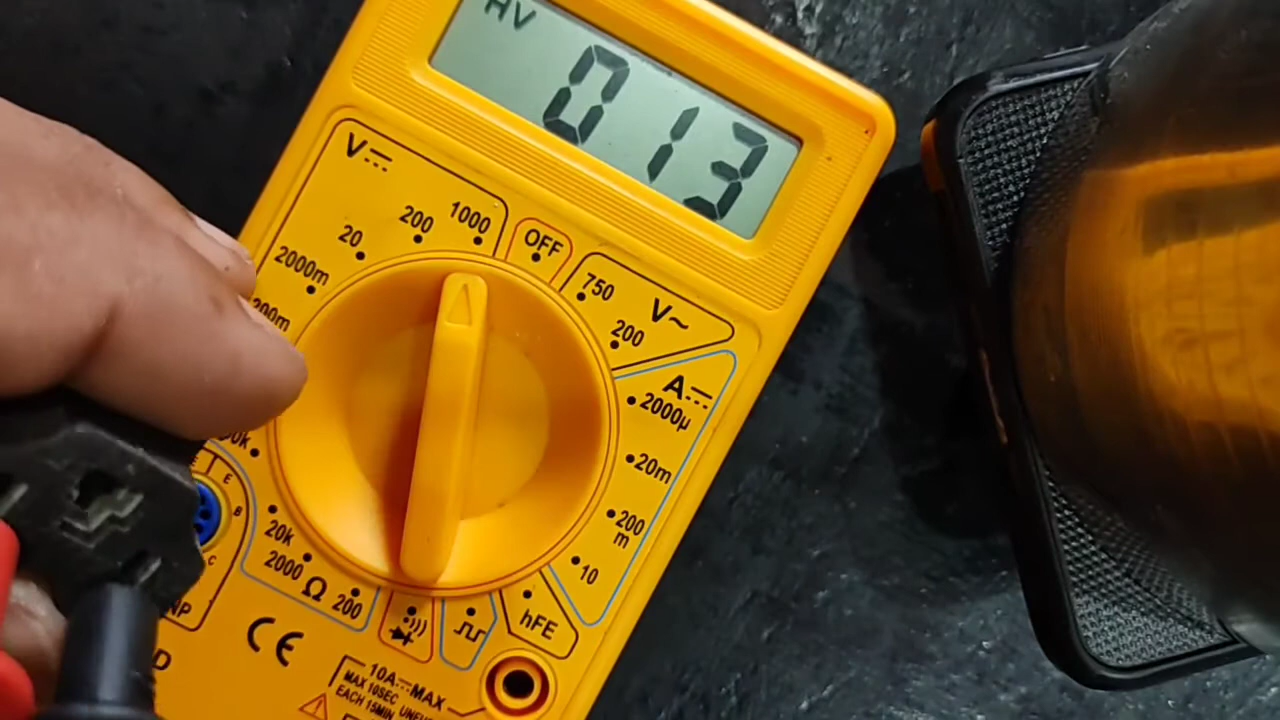 HV
013
V⎓
1000
200
20
2000m
200m
OFF
750
V~
200
A⎓
2000µ
20m
200
m
10
hFE
20k
2000
Ω
200
E
B
C
CE
10A⎓MAX
MAX 10SEC
EACH 15MIN